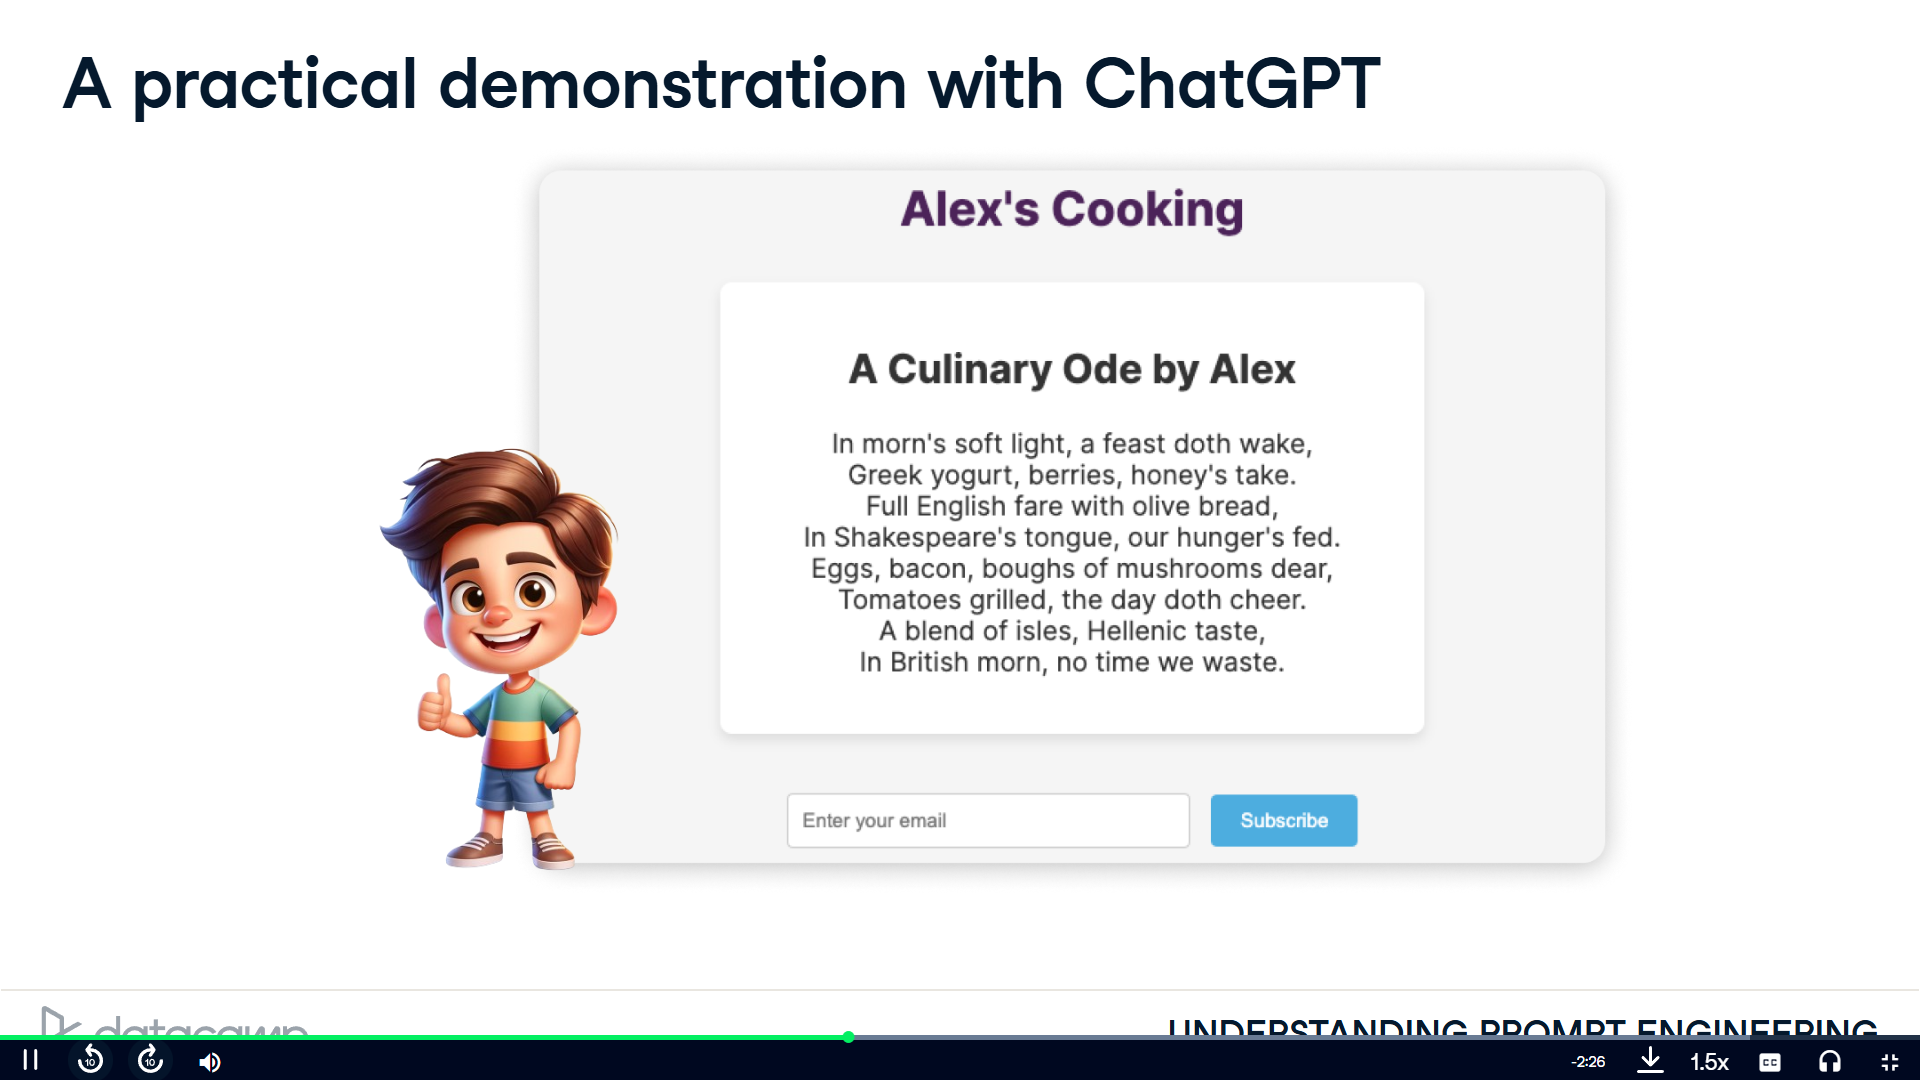 A practical demonstration with ChatGPT
Alex's Cooking
A Culinary Ode by Alex
In morn's soft light, a feast doth wake,
Greek yogurt, berries, honey's take.
Full English fare with olive bread,
In Shakespeare's tongue, our hunger's fed.
Eggs, bacon, boughs of mushrooms dear,
Tomatoes grilled, the day doth cheer.
A blend of isles, Hellenic taste,
In British morn, no time we waste.
Enter your email
Subscribe
datacamp
UNDERSTANDING PROMPT ENGINEERING
10
10
-2:26
1.5x
CC